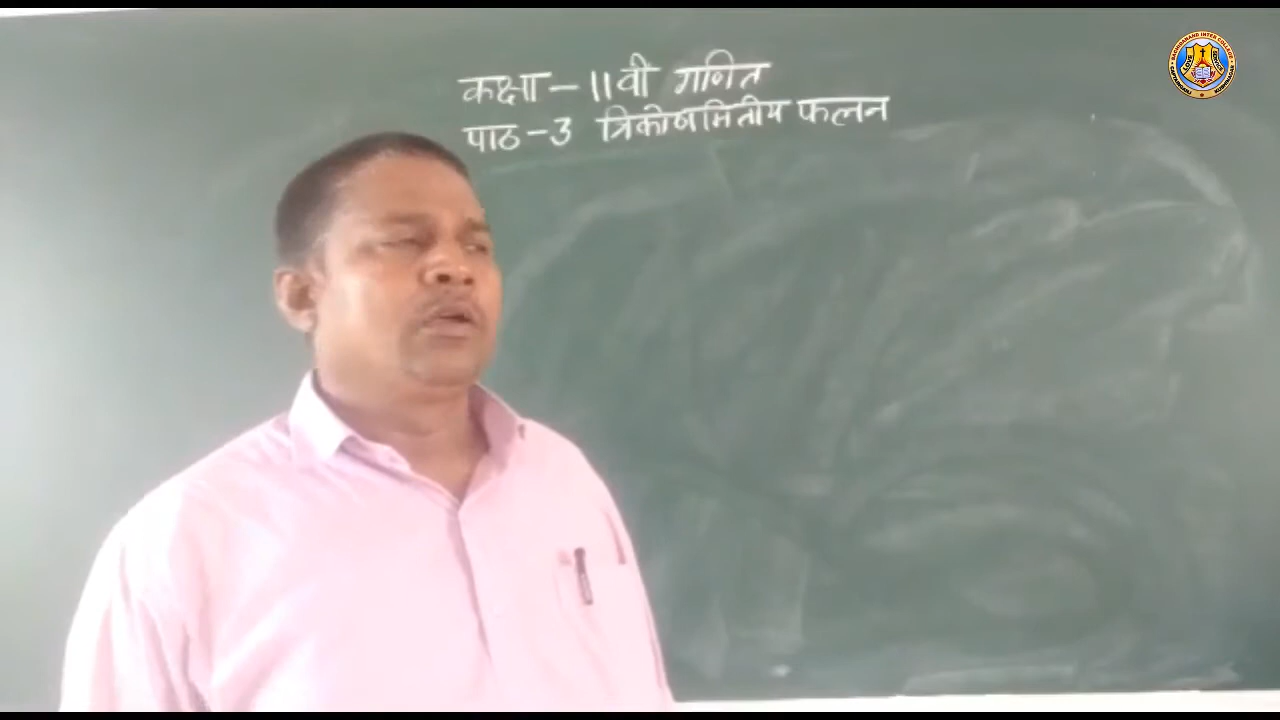 कक्षा - 11वी गणित
पाठ - 3 त्रिकोणमितीय फलन